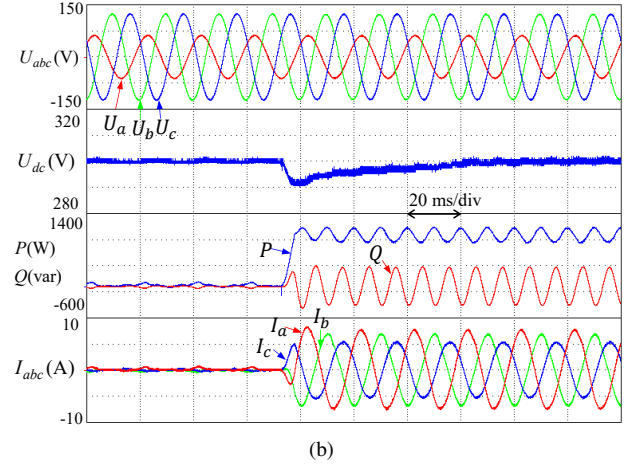 150
U_abc(V)
-150
U_a U_b U_c
320
U_dc(V)
280
20 ms/div
1400
P(W)
Q(var)
-600
P
Q
10
I_abc(A)
-10
I_a
I_b
I_c
(b)